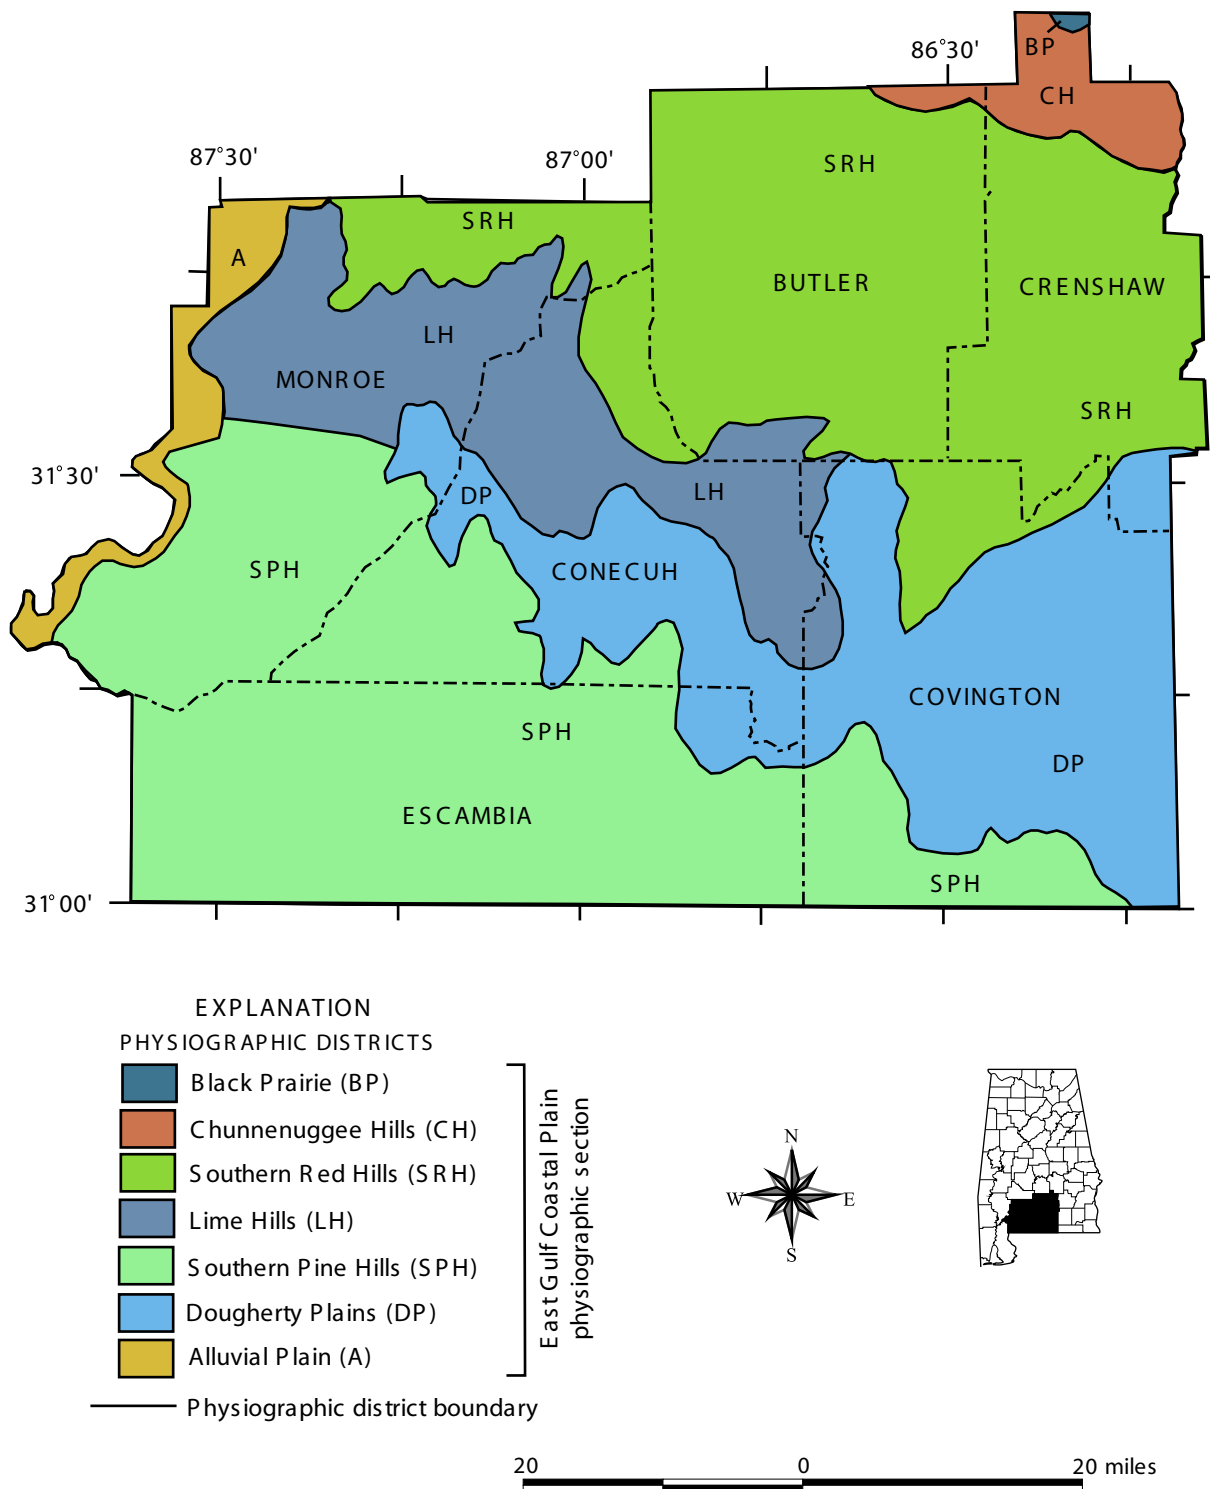 86°30'
BP
CH
87°30'
87°00'
SRH
SRH
A
BUTLER
CRENSHAW
LH
MONROE
SRH
31°30'
DP
LH
SPH
CONECUH
COVINGTON
SPH
DP
ESCAMBIA
SPH
31°00'
EXPLANATION
PHYSIOGRAPHIC DISTRICTS
Black Prairie (BP)
Chunnenuggee Hills (CH)
Southern Red Hills (SRH)
Lime Hills (LH)
Southern Pine Hills (SPH)
Dougherty Plains (DP)
Alluvial Plain (A)
East Gulf Coastal Plain
physiographic section
Physiographic district boundary
N
W E
S
20 0 20 miles